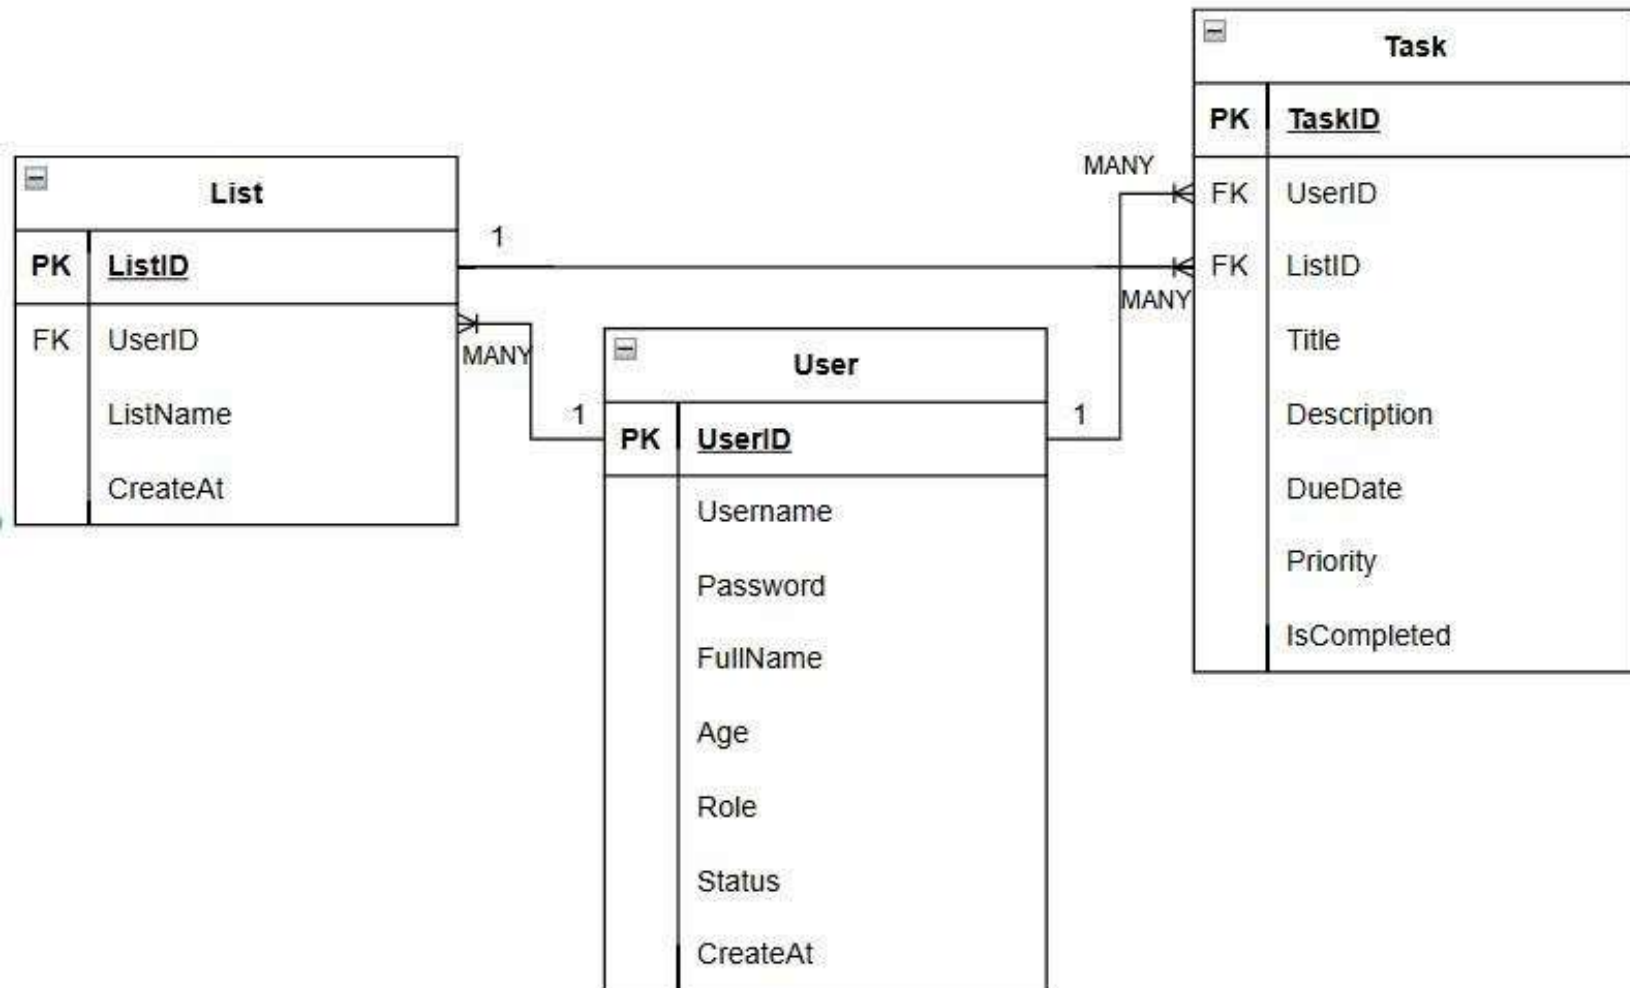 List
PK ListID
FK UserID
ListName
CreateAt
1
MANY
1
User
PK UserID
Username
Password
FullName
Age
Role
Status
CreateAt
1
MANY
MANY
Task
PK TaskID
FK UserID
FK ListID
Title
Description
DueDate
Priority
IsCompleted